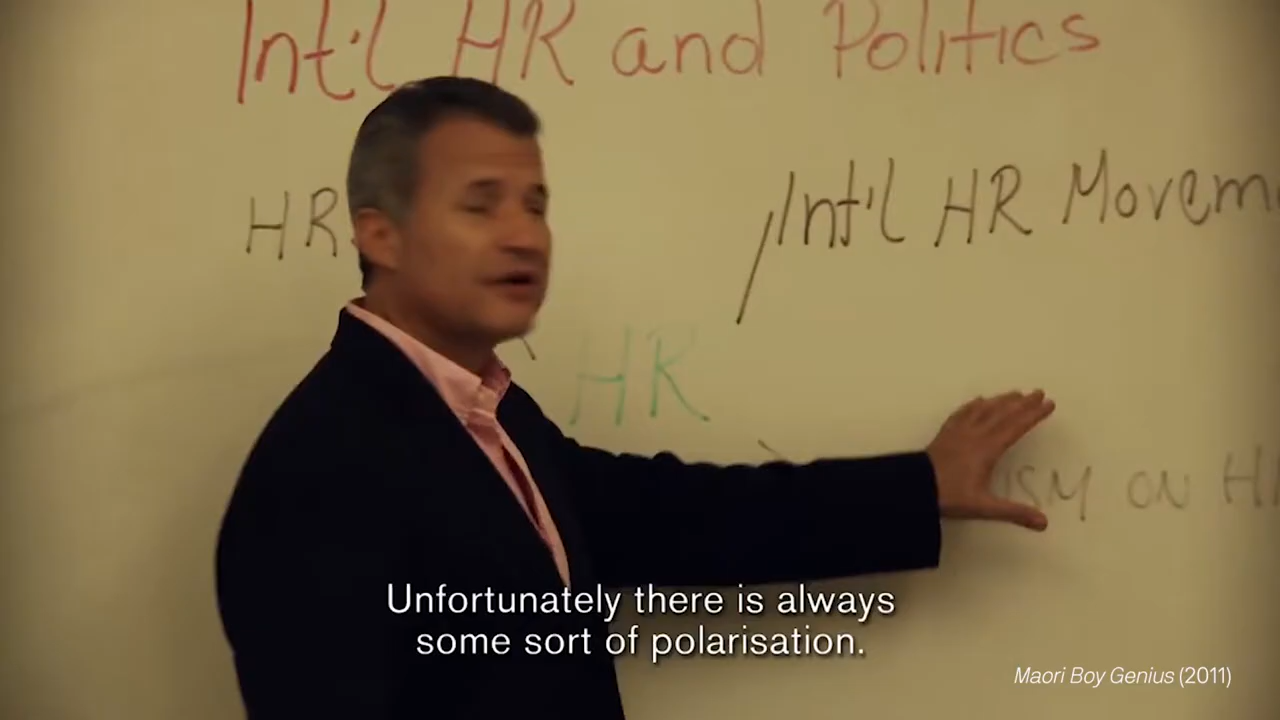 Int'l HR and Politics
HR
Int'l HR Movem
HR
ISM ON H
Unfortunately there is always
some sort of polarisation.
Maori Boy Genius (2011)